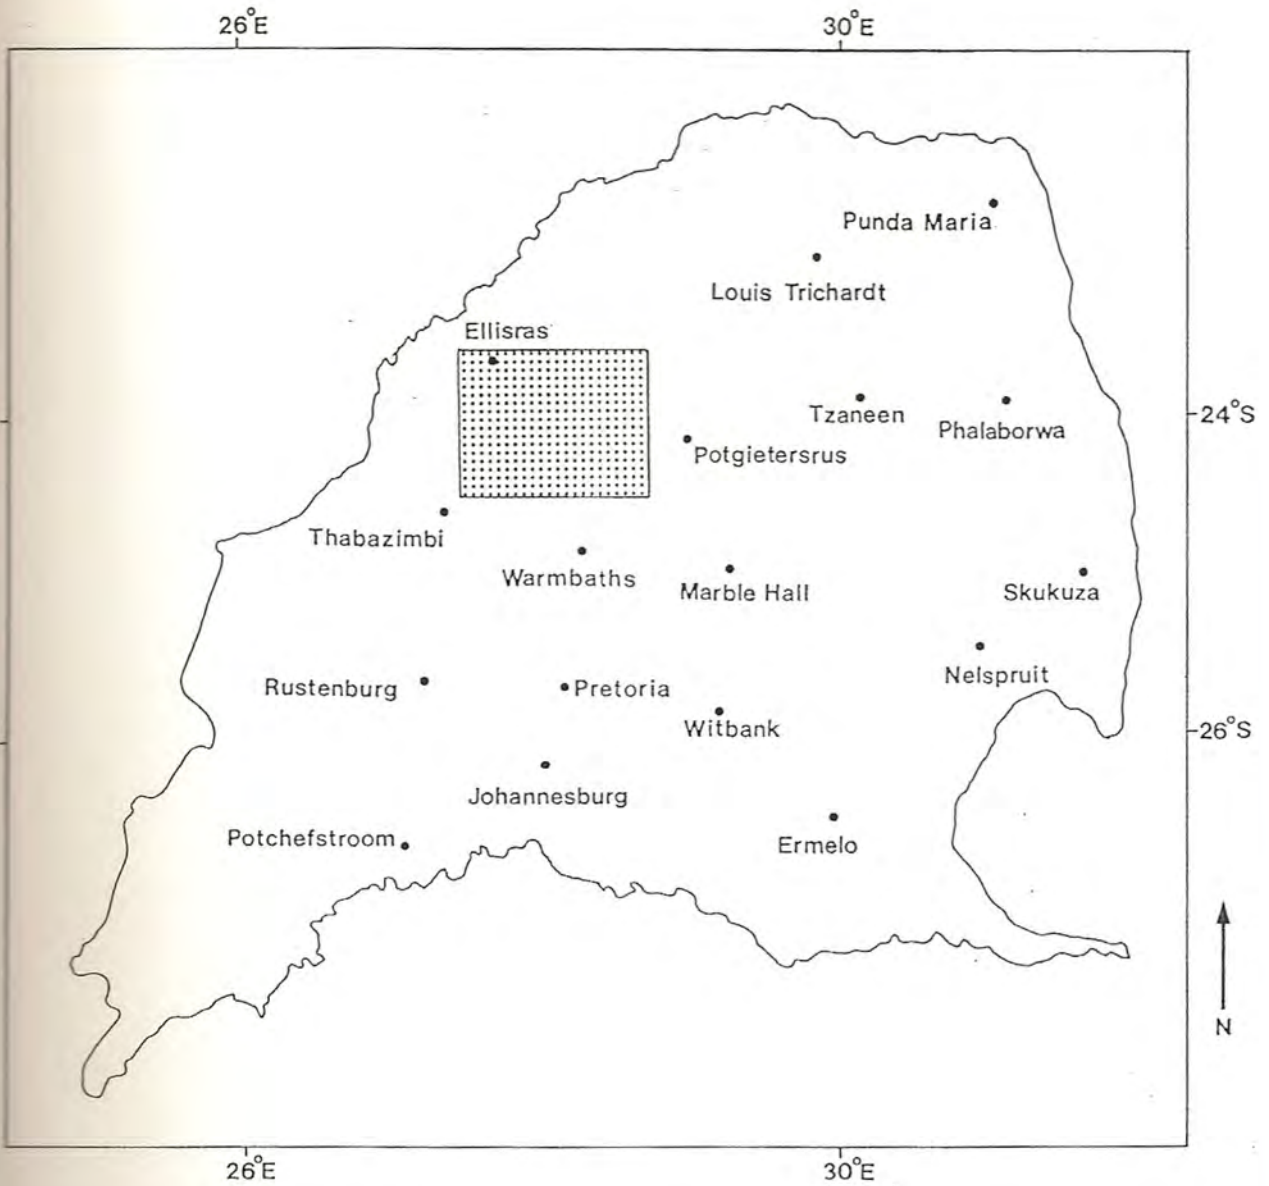 26°E
30°E
Punda Maria
Louis Trichardt
Ellisras
Tzaneen
24°S
Phalaborwa
Potgietersrus
Thabazimbi
Warmbaths
Marble Hall
Skukuza
Nelspruit
Rustenburg
Pretoria
Witbank
26°S
Johannesburg
Potchefstroom
Ermelo
N
26°E
30°E